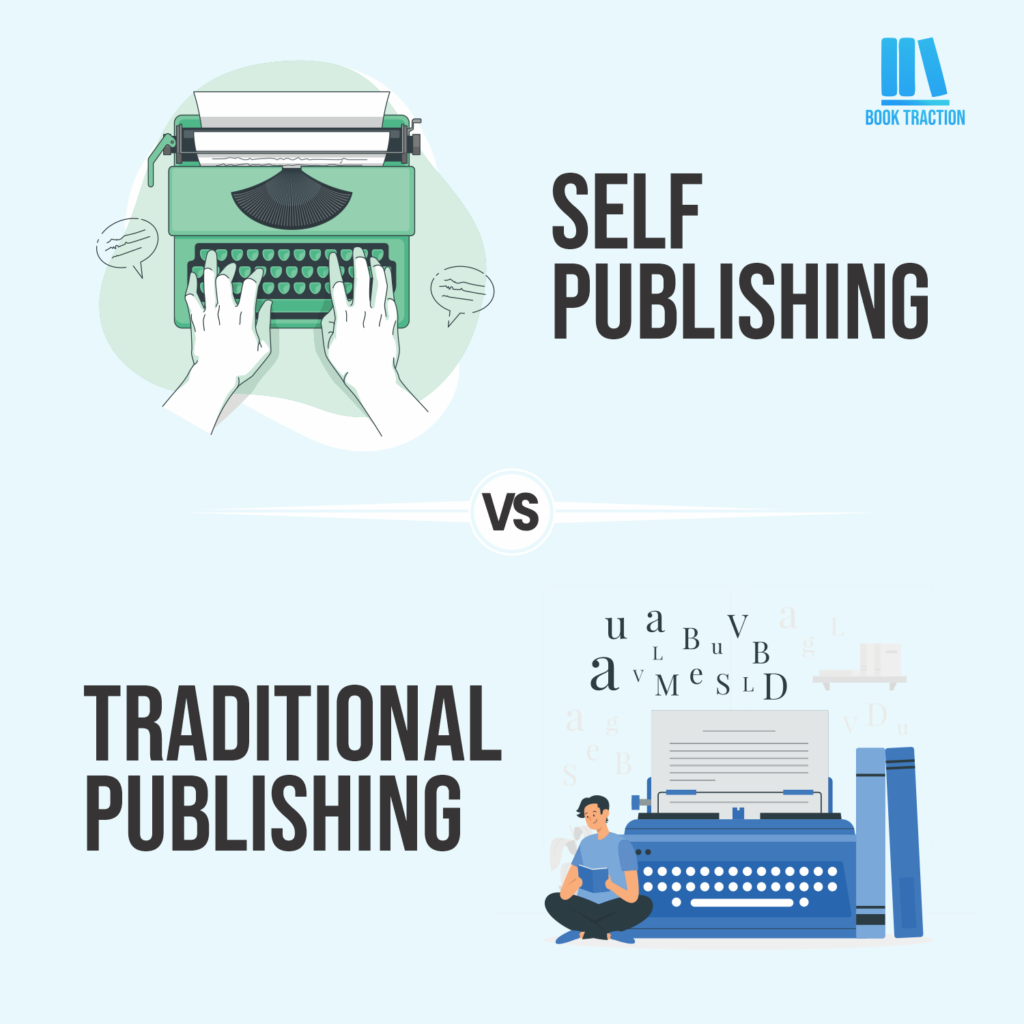 BOOK TRACTION
SELF
PUBLISHING
VS
u a B u V B
a L v M e S L D
a g L
a g e B S
V D u
TRADITIONAL
PUBLISHING